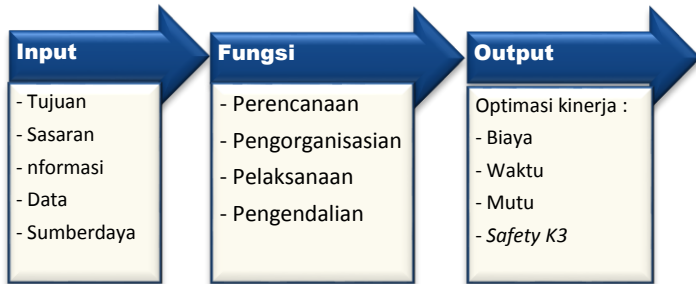 Input
- Tujuan
- Sasaran
- nformasi
- Data
- Sumberdaya
Fungsi
- Perencanaan
- Pengorganisasian
- Pelaksanaan
- Pengendalian
Output
Optimasi kinerja :
- Biaya
- Waktu
- Mutu
- Safety K3